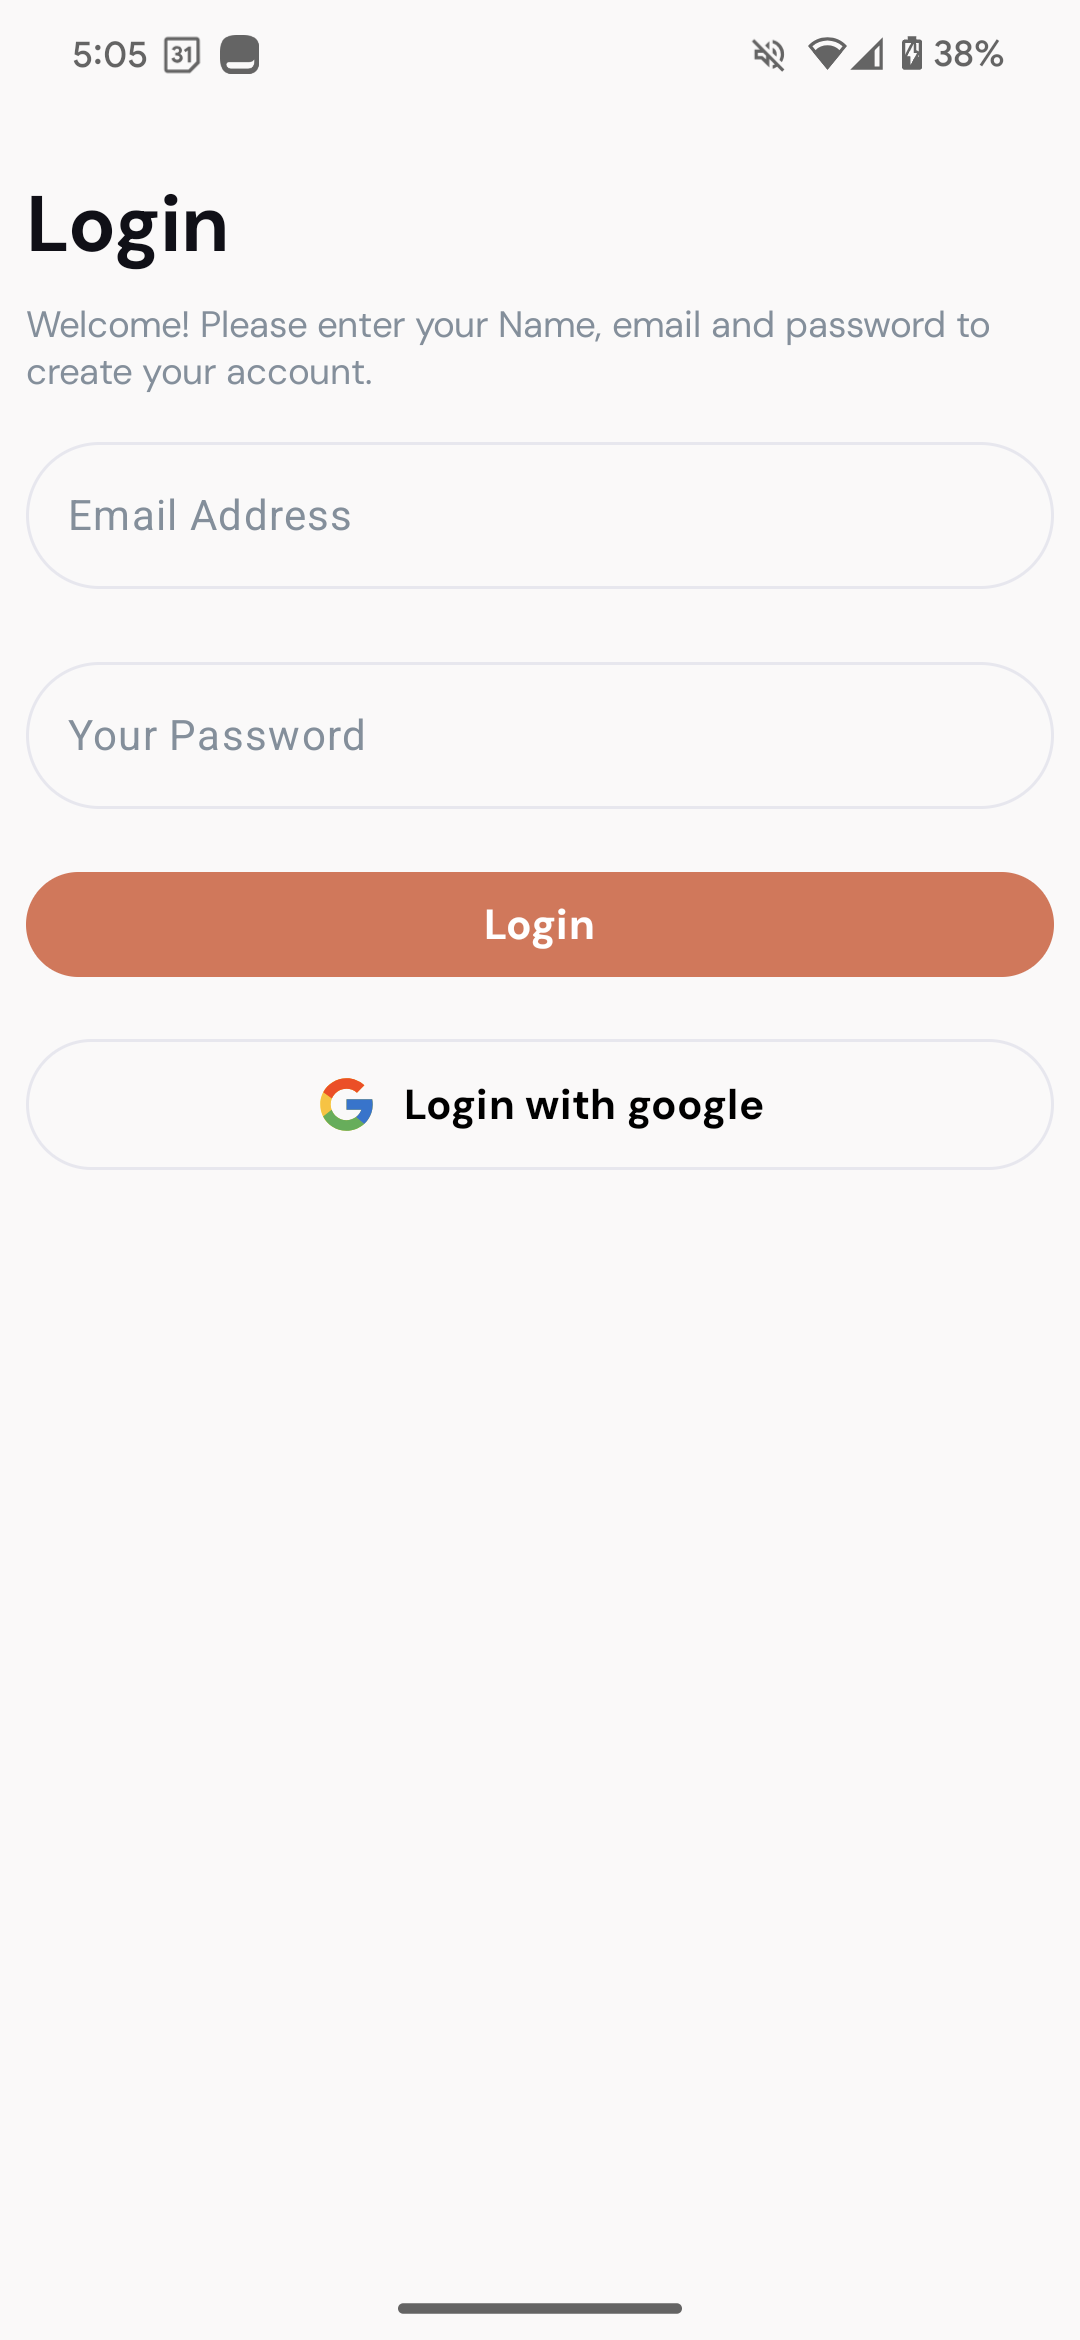 5:05 31 38%
Login
Welcome! Please enter your Name, email and password to
create your account.
Email Address
Your Password
Login
Login with google